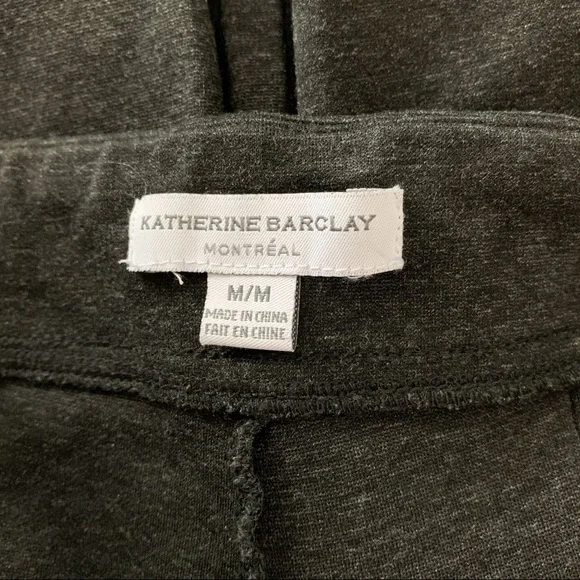 KATHERINE BARCLAY
MONTRÉAL
M/M
MADE IN CHINA
FAIT EN CHINE